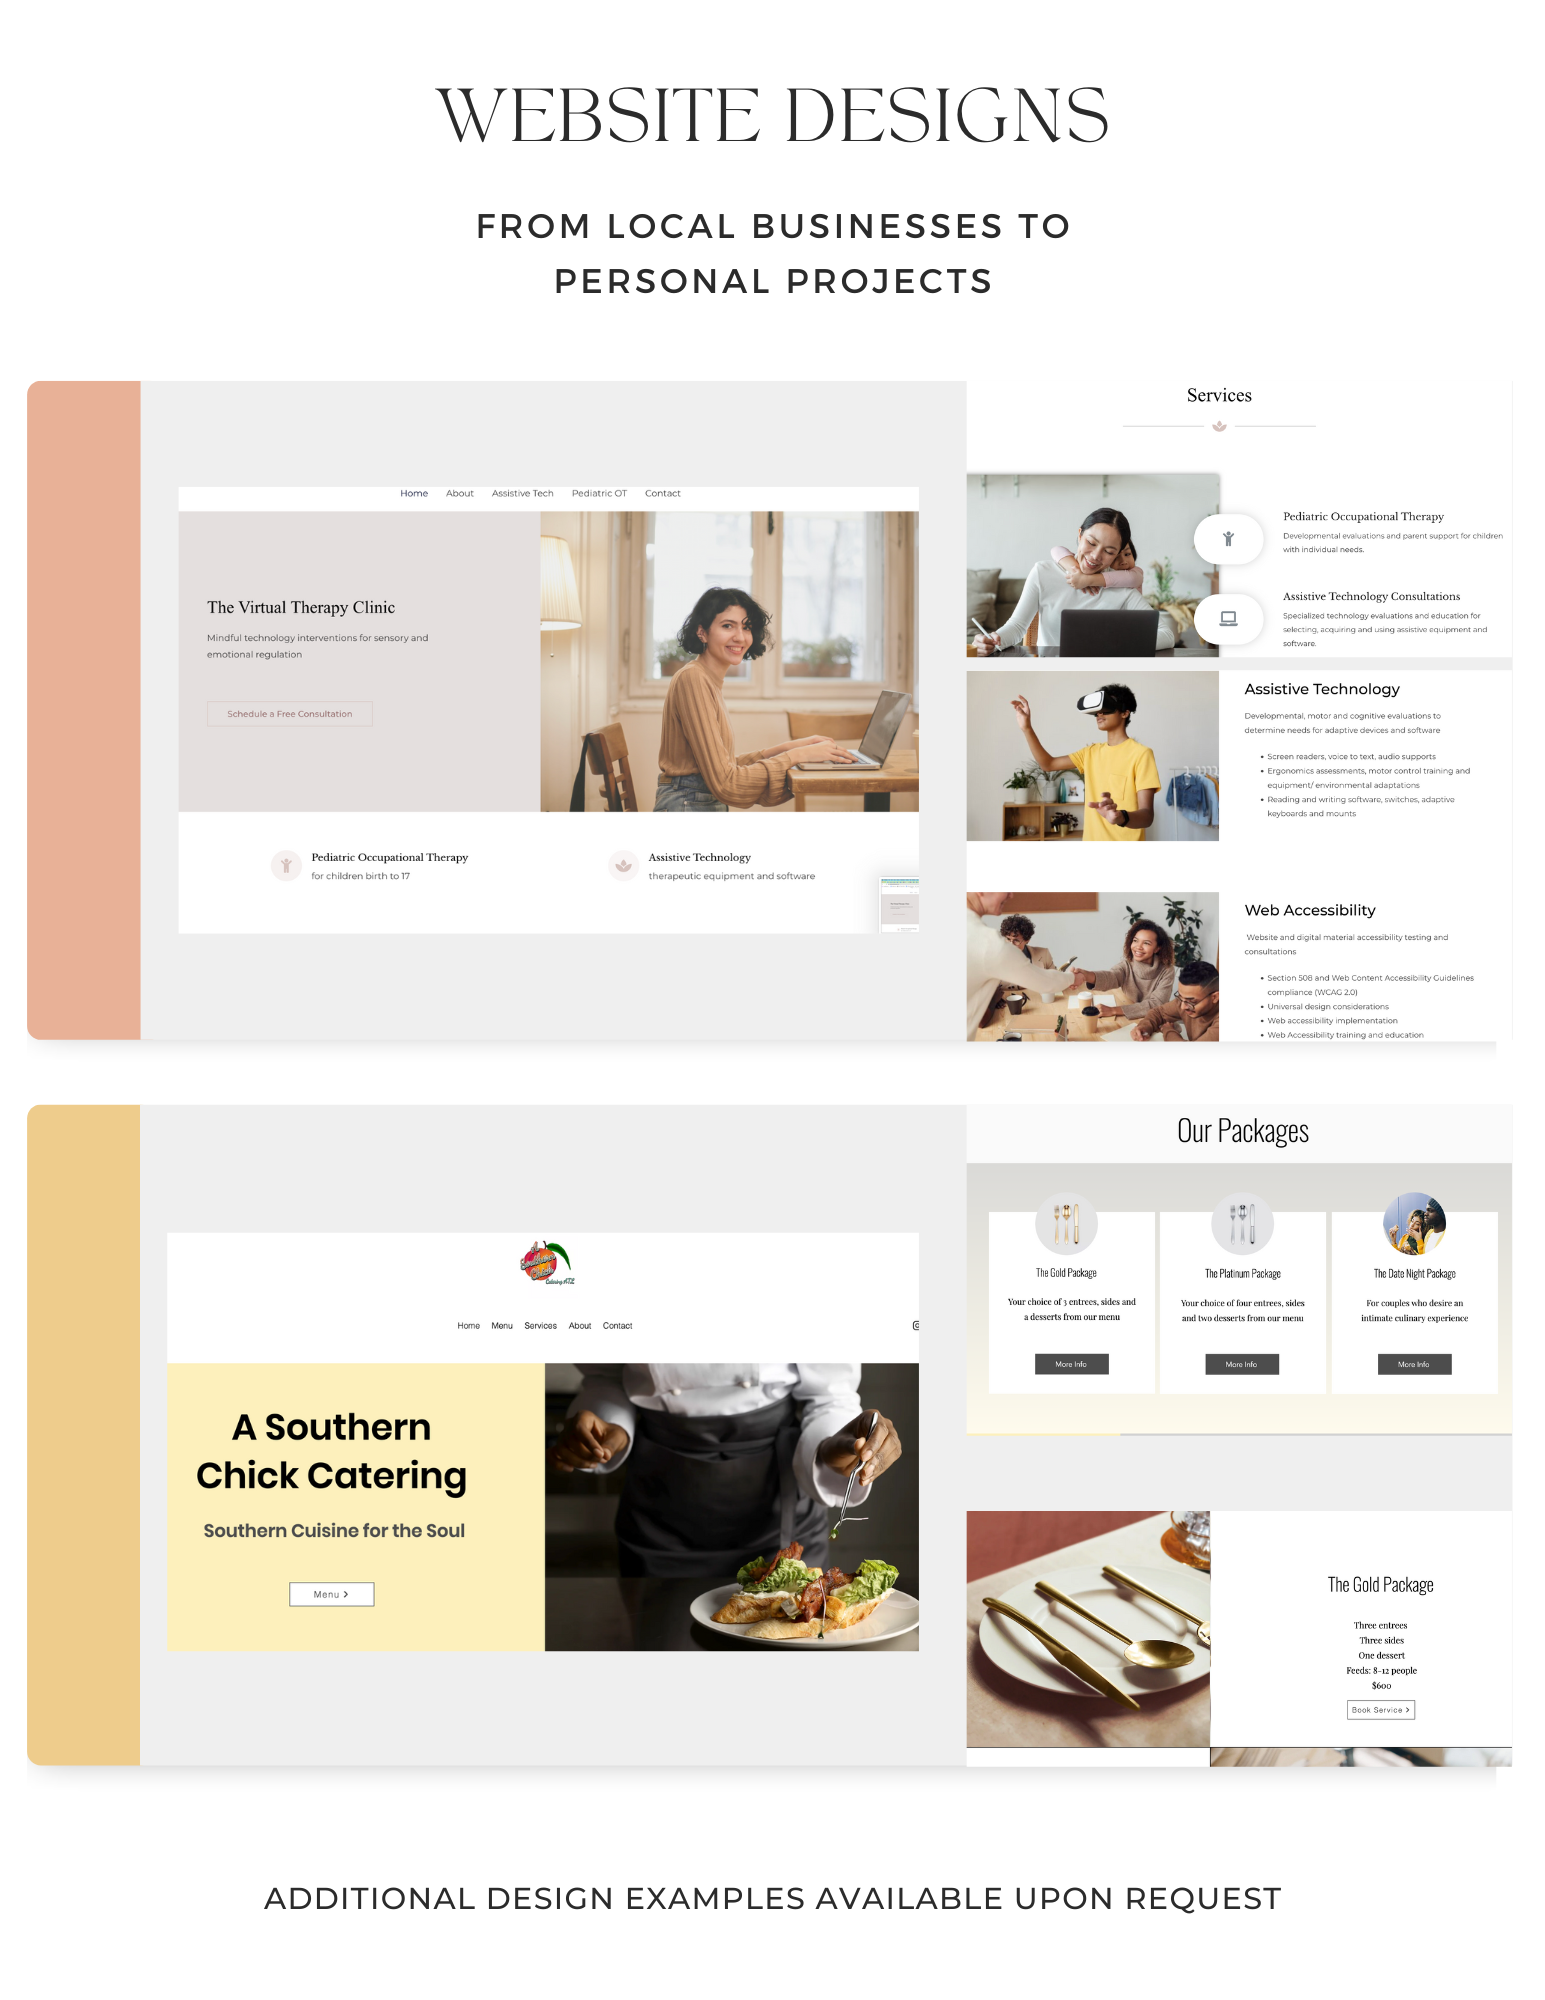 WEBSITE DESIGNS
FROM LOCAL BUSINESSES TO
PERSONAL PROJECTS
Home About Assistive Tech Pediatric OT Contact
The Virtual Therapy Clinic
Mindful technology interventions for sensory and
emotional regulation
Schedule a Free Consultation
Pediatric Occupational Therapy
for children birth to 17
Assistive Technology
therapeutic equipment and software
Services
Pediatric Occupational Therapy
Developmental evaluations and parent support for children
with individual needs.
Assistive Technology Consultations
Specialized technology evaluations and education for
selecting, acquiring and using assistive equipment and
software.
Assistive Technology
Developmental, motor and cognitive evaluations to
determine needs for adaptive devices and software
• Screen readers, voice to text, audio supports
• Ergonomics assessments, motor control training and
equipment/ environmental adaptations
• Reading and writing software, switches, adaptive
keyboards and mounts
Web Accessibility
Website and digital material accessibility testing and
consultations
• Section 508 and Web Content Accessibility Guidelines
compliance (WCAG 2.0)
• Universal design considerations
• Web accessibility implementation
• Web Accessibility training and education
Home Menu Services About Contact
A Southern
Chick Catering
Southern Cuisine for the Soul
Menu >
Our Packages
The Gold Package
Your choice of 3 entrees, sides and
a desserts from our menu
More Info
The Platinum Package
Your choice of four entrees, sides
and two desserts from our menu
More Info
The Date Night Package
For couples who desire an
intimate culinary experience
More Info
The Gold Package
Three entrees
Three sides
One dessert
Feeds: 8-12 people
$600
Book Service >
ADDITIONAL DESIGN EXAMPLES AVAILABLE UPON REQUEST